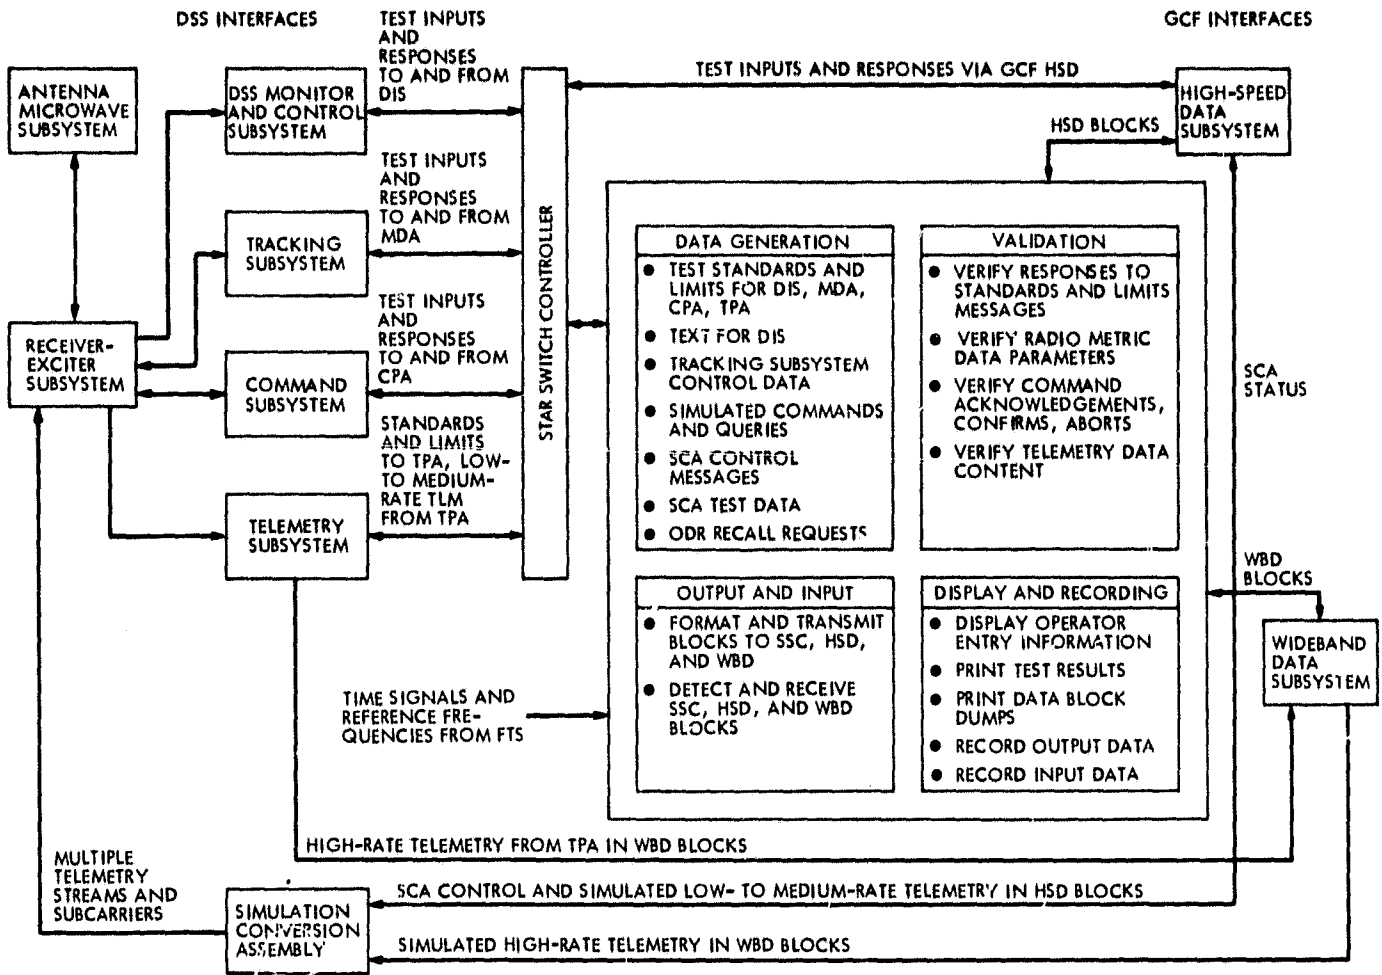 DSS INTERFACES
TEST INPUTS
AND
RESPONSES
TO AND FROM
DIS
GCF INTERFACES
ANTENNA
MICROWAVE
SUBSYSTEM
DSS MONITOR
AND CONTROL
SUBSYSTEM
TEST INPUTS AND RESPONSES VIA GCF HSD
HIGH-SPEED
DATA
SUBSYSTEM
HSD BLOCKS
TEST INPUTS
AND
RESPONSES
TO AND FROM
MDA
TRACKING
SUBSYSTEM
STAR SWITCH CONTROLLER
TEST INPUTS
AND
RESPONSES
TO AND FROM
CPA
RECEIVER-
EXCITER
SUBSYSTEM
COMMAND
SUBSYSTEM
STANDARDS
AND LIMITS
TO TPA, LOW-
TO MEDIUM-
RATE TLM
FROM TPA
TELEMETRY
SUBSYSTEM
DATA GENERATION
● TEST STANDARDS AND
LIMITS FOR DIS, MDA,
CPA, TPA
● TEXT FOR DIS
● TRACKING SUBSYSTEM
CONTROL DATA
● SIMULATED COMMANDS
AND QUERIES
● SCA CONTROL
MESSAGES
● SCA TEST DATA
● ODR RECALL REQUESTS
VALIDATION
● VERIFY RESPONSES TO
STANDARDS AND LIMITS
MESSAGES
● VERIFY RADIO METRIC
DATA PARAMETERS
● VERIFY COMMAND
ACKNOWLEDGEMENTS,
CONFIRMS, ABORTS
● VERIFY TELEMETRY DATA
CONTENT
SCA
STATUS
WBD
BLOCKS
OUTPUT AND INPUT
● FORMAT AND TRANSMIT
BLOCKS TO SSC, HSD,
AND WBD
● DETECT AND RECEIVE
SSC, HSD, AND WBD
BLOCKS
DISPLAY AND RECORDING
● DISPLAY OPERATOR
ENTRY INFORMATION
● PRINT TEST RESULTS
● PRINT DATA BLOCK
DUMPS
● RECORD OUTPUT DATA
● RECORD INPUT DATA
WIDEBAND
DATA
SUBSYSTEM
TIME SIGNALS AND
REFERENCE FRE-
QUENCIES FROM FTS
HIGH-RATE TELEMETRY FROM TPA IN WBD BLOCKS
MULTIPLE
TELEMETRY
STREAMS AND
SUBCARRIERS
SCA CONTROL AND SIMULATED LOW- TO MEDIUM-RATE TELEMETRY IN HSD BLOCKS
SIMULATION
CONVERSION
ASSEMBLY
SIMULATED HIGH-RATE TELEMETRY IN WBD BLOCKS